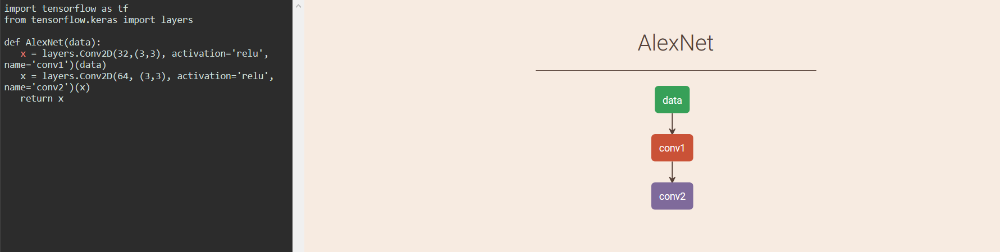 import tensorflow as tf
from tensorflow.keras import layers
def AlexNet(data):
x = layers.Conv2D(32,(3,3), activation='relu',
name='conv1')(data)
x = layers.Conv2D(64, (3,3), activation='relu',
name='conv2')(x)
return x
AlexNet
data
conv1
conv2